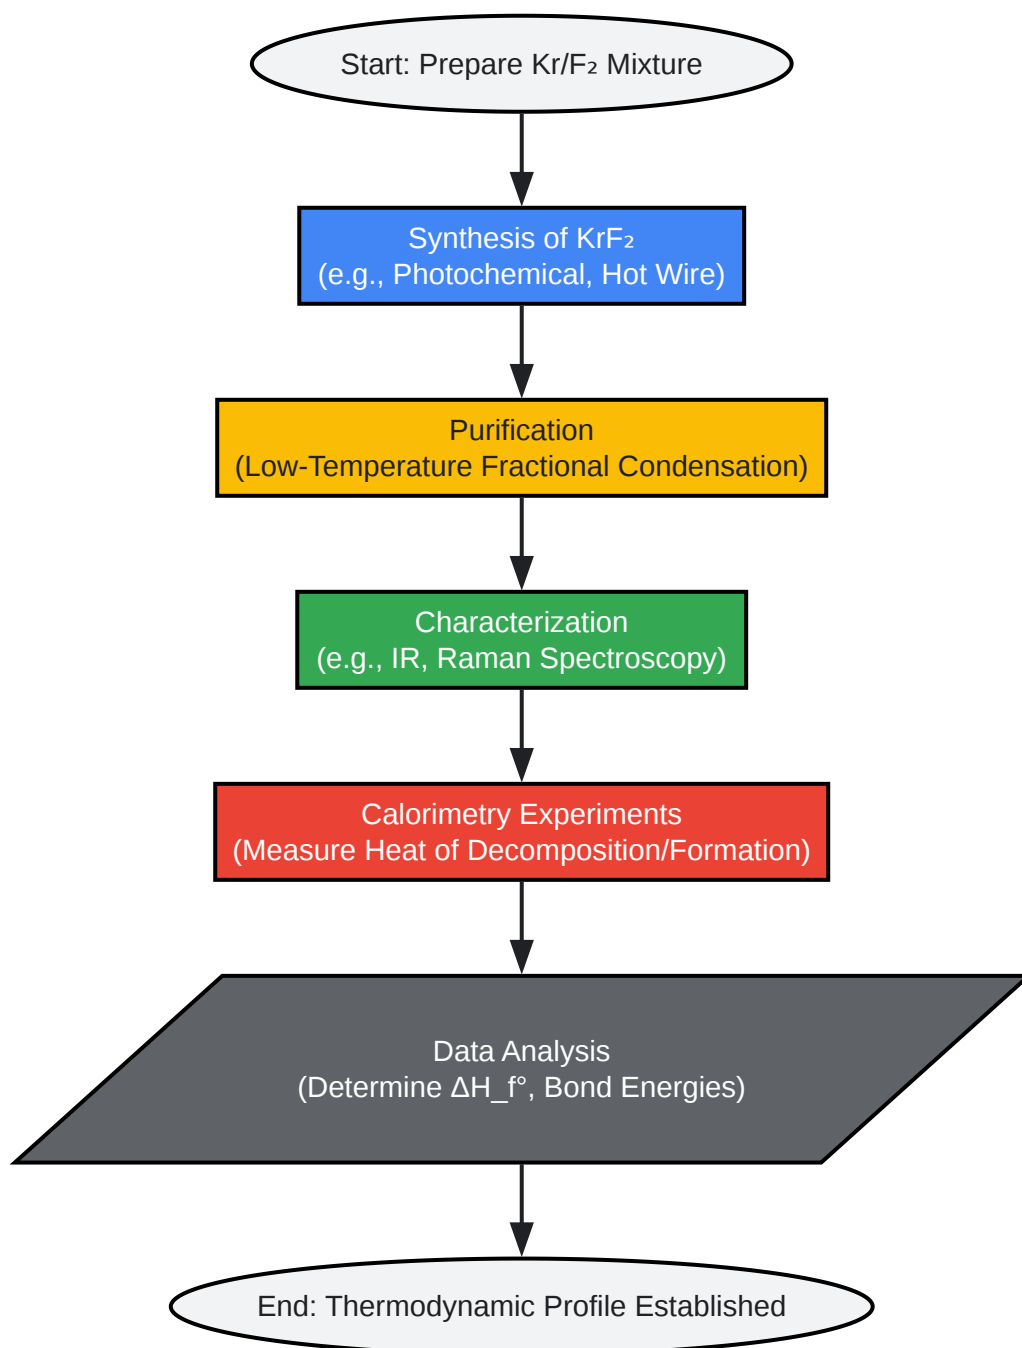 Start: Prepare Kr/F₂ Mixture
Synthesis of KrF₂
(e.g., Photochemical, Hot Wire)
Purification
(Low-Temperature Fractional Condensation)
Characterization
(e.g., IR, Raman Spectroscopy)
Calorimetry Experiments
(Measure Heat of Decomposition/Formation)
Data Analysis
(Determine ΔH_f°, Bond Energies)
End: Thermodynamic Profile Established